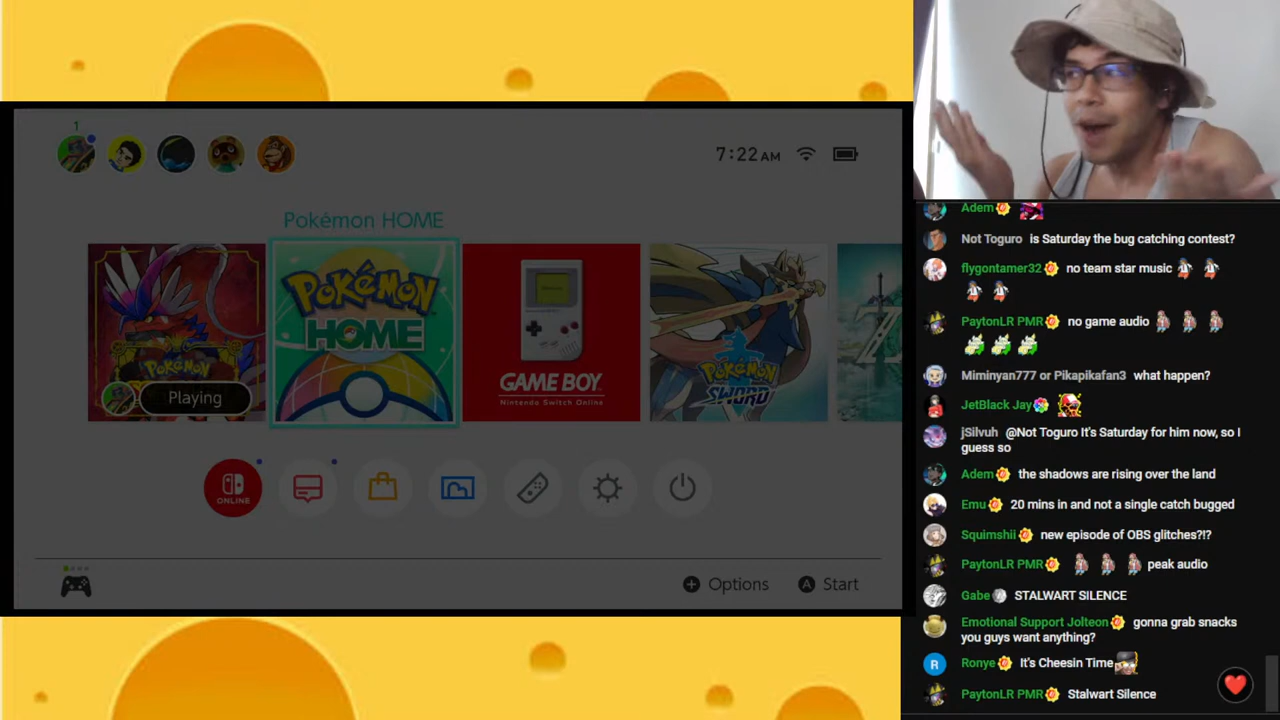 1
7:22 AM
Pokémon HOME
POKÉMON
Playing
Pokémon
HOME
GAME BOY
Nintendo Switch Online
POKÉMON
SWORD
Z
ONLINE
Options
Start
Adem
Not Toguro is Saturday the bug catching contest?
flygontamer32 no team star music
PaytonLR PMR no game audio
Miminyan777 or Pikapikafan3 what happen?
JetBlack Jay
jSilvuh @Not Toguro It's Saturday for him now, so I
guess so
Adem the shadows are rising over the land
Emu 20 mins in and not a single catch bugged
Squimshii new episode of OBS glitches?!?
PaytonLR PMR peak audio
Gabe STALWART SILENCE
Emotional Support Jolteon gonna grab snacks
you guys want anything?
R
Ronye It's Cheesin Time
PaytonLR PMR Stalwart Silence